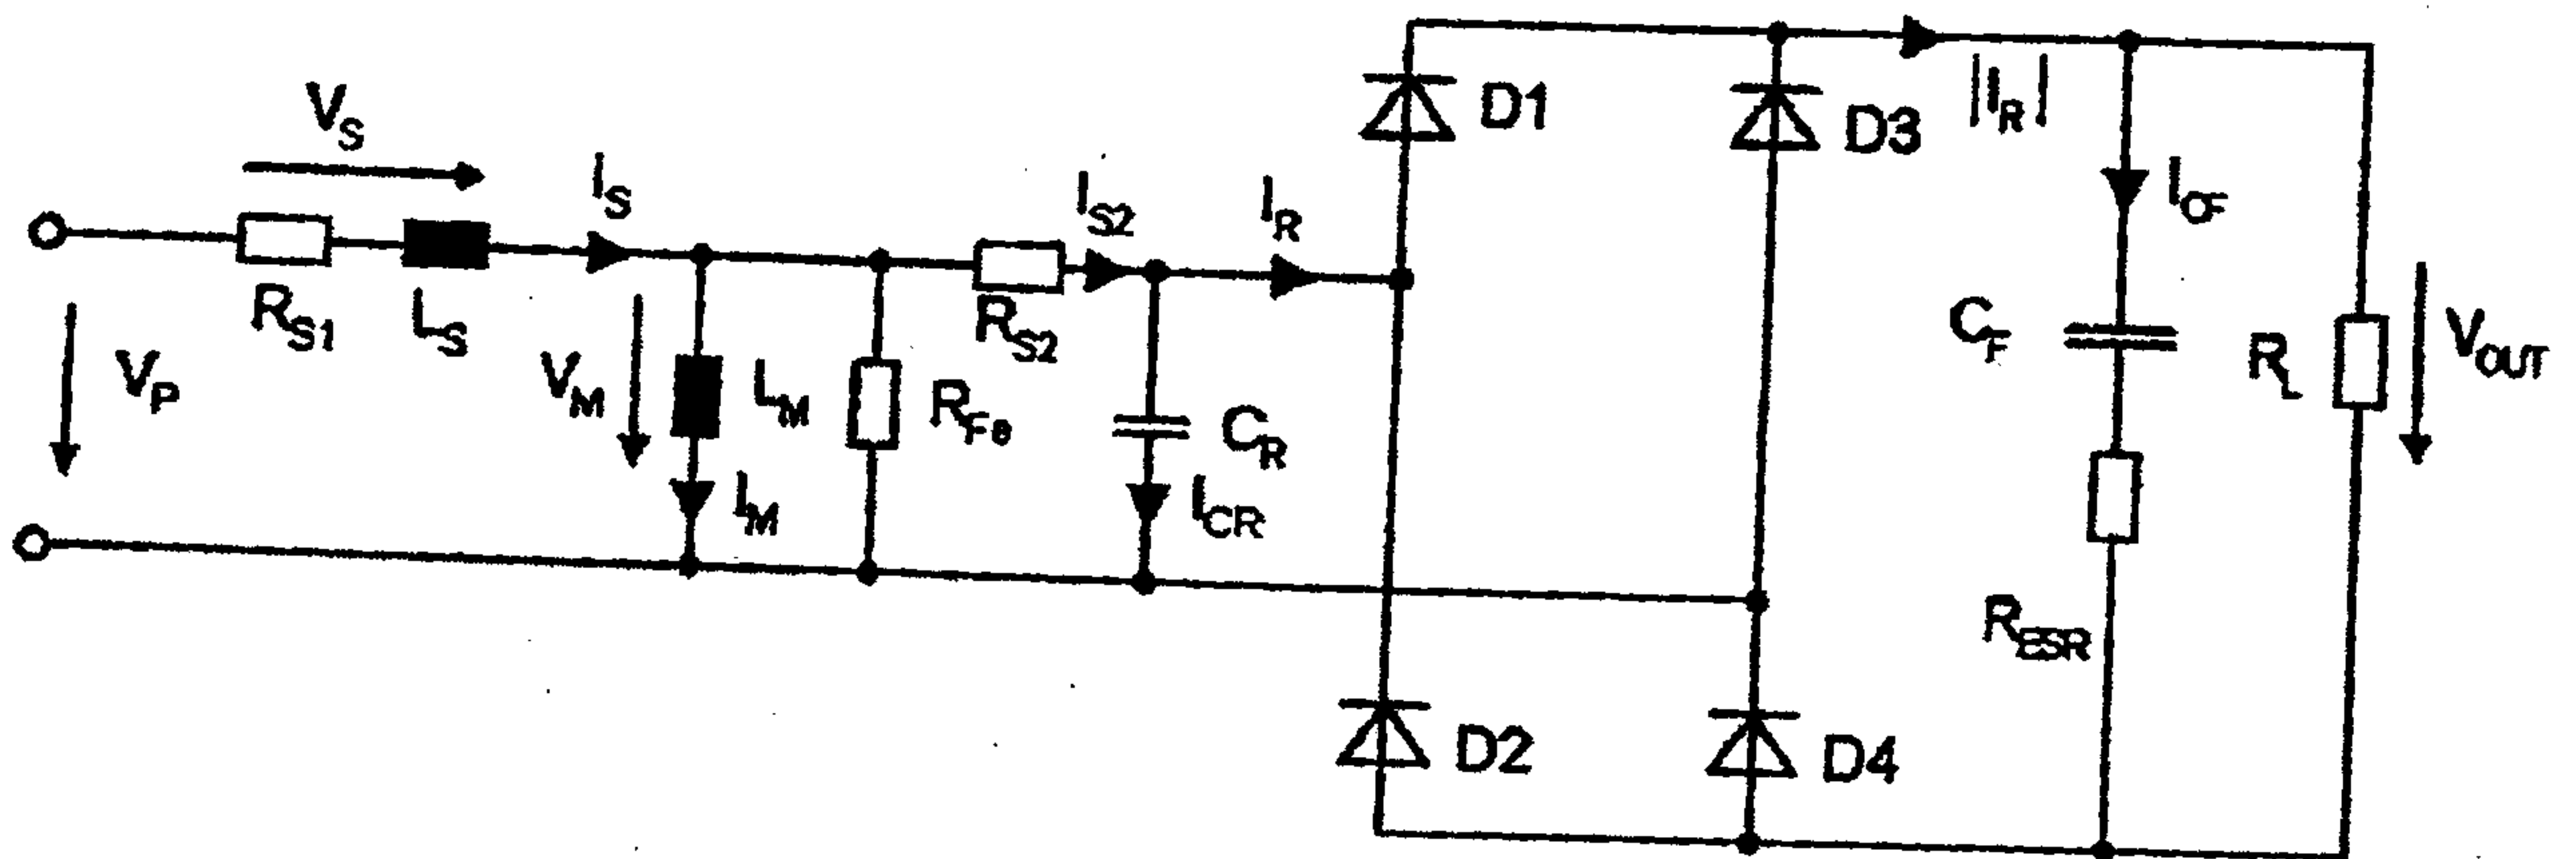 V_S
I_S
R_S1
L_S
V_P
V_M
L_M
I_M
R_Fe
R_S2
I_S2
I_R
C_R
I_CR
D1
D3
|I_R|
I_CF
C_F
R_L
V_OUT
R_ESR
D2
D4